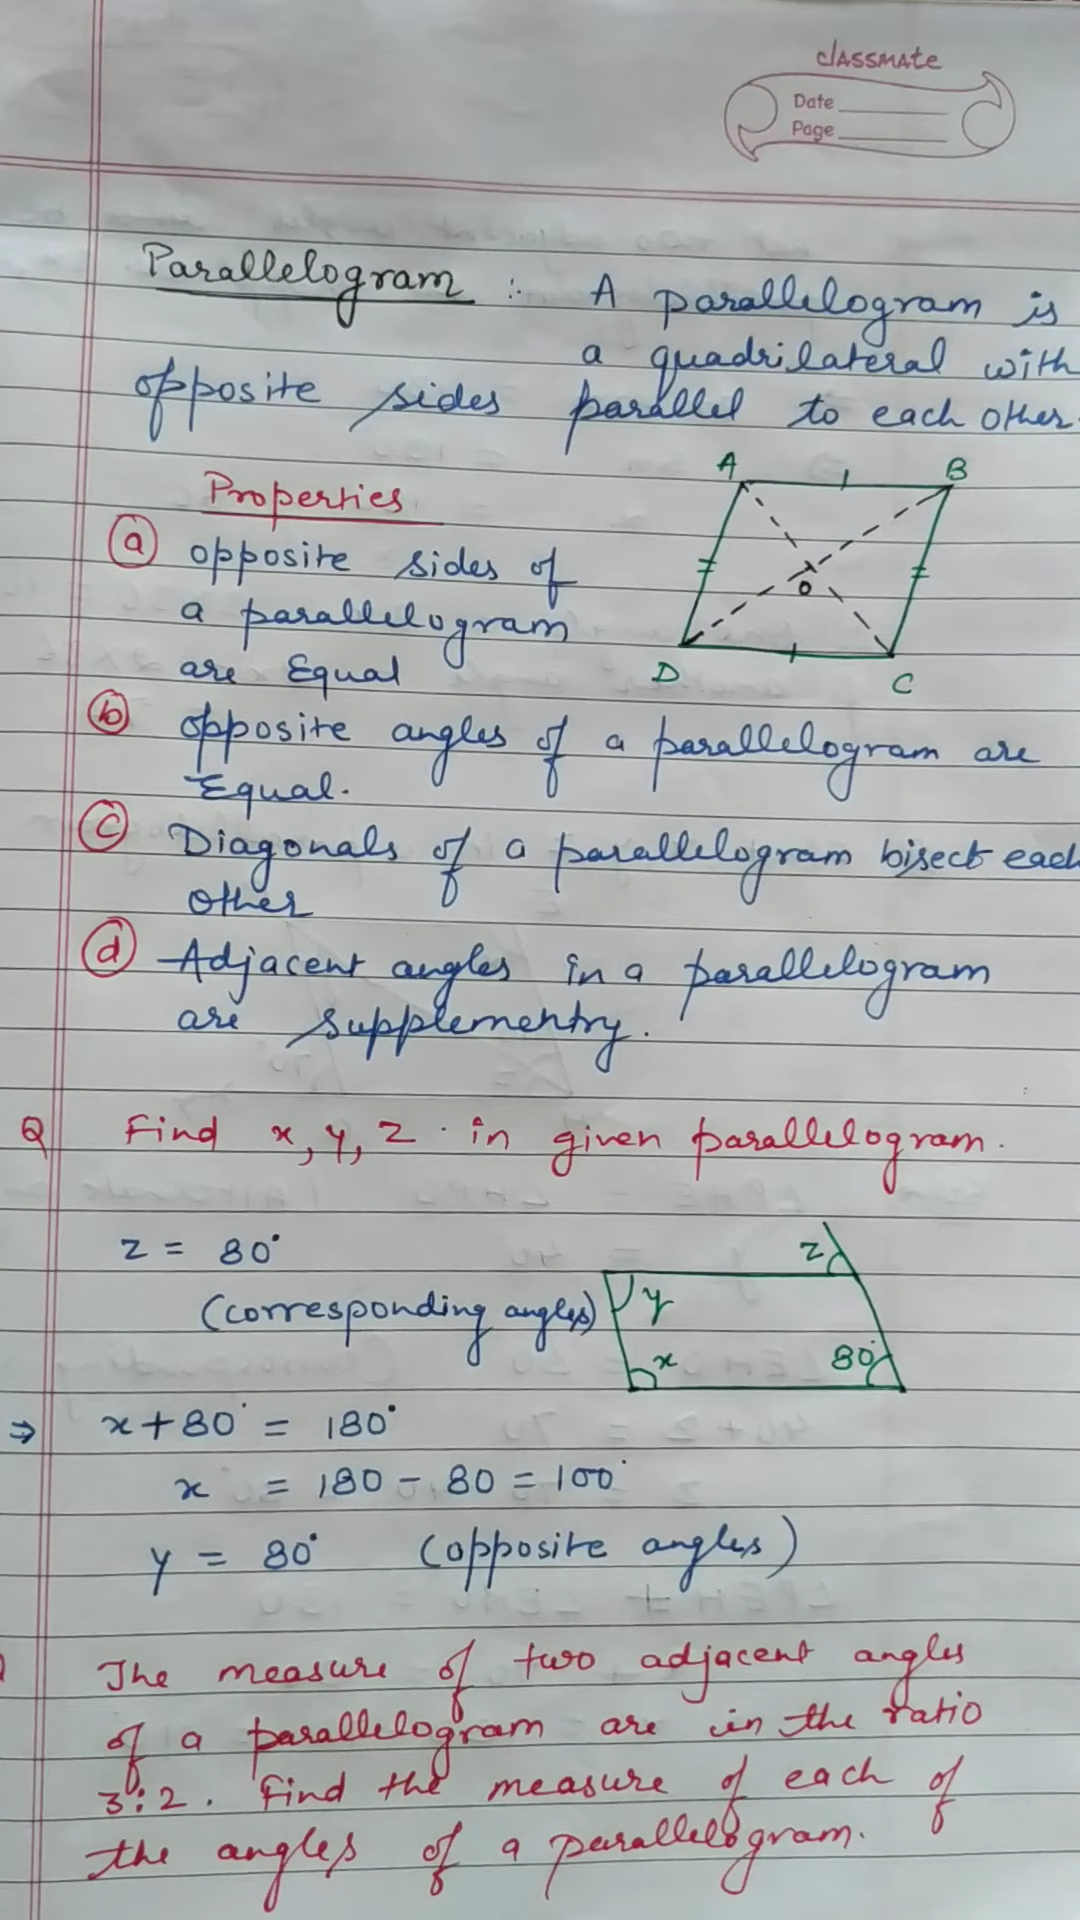 classmate
Date
Page
Parallelogram :. A parallelogram is
a quadrilateral with
opposite sides parallel to each other.
Properties
A B
(a) opposite sides of
a parallelogram
O
are Equal
D C
(b) opposite angles of a parallelogram are
Equal.
(c) Diagonals of a parallelogram bisect each
other
(d) Adjacent angles in a parallelogram
are supplementry.
Q Find x, y, z. in given parallelogram.
z = 80°
z
(corresponding angles)
y
x 80°
⇒ x + 80° = 180°
x = 180 - 80 = 100°
y = 80° (opposite angles)
The measure of two adjacent angles
of a parallelogram are in the ratio
3:2. Find the measure of each of
the angles of a parallelogram.